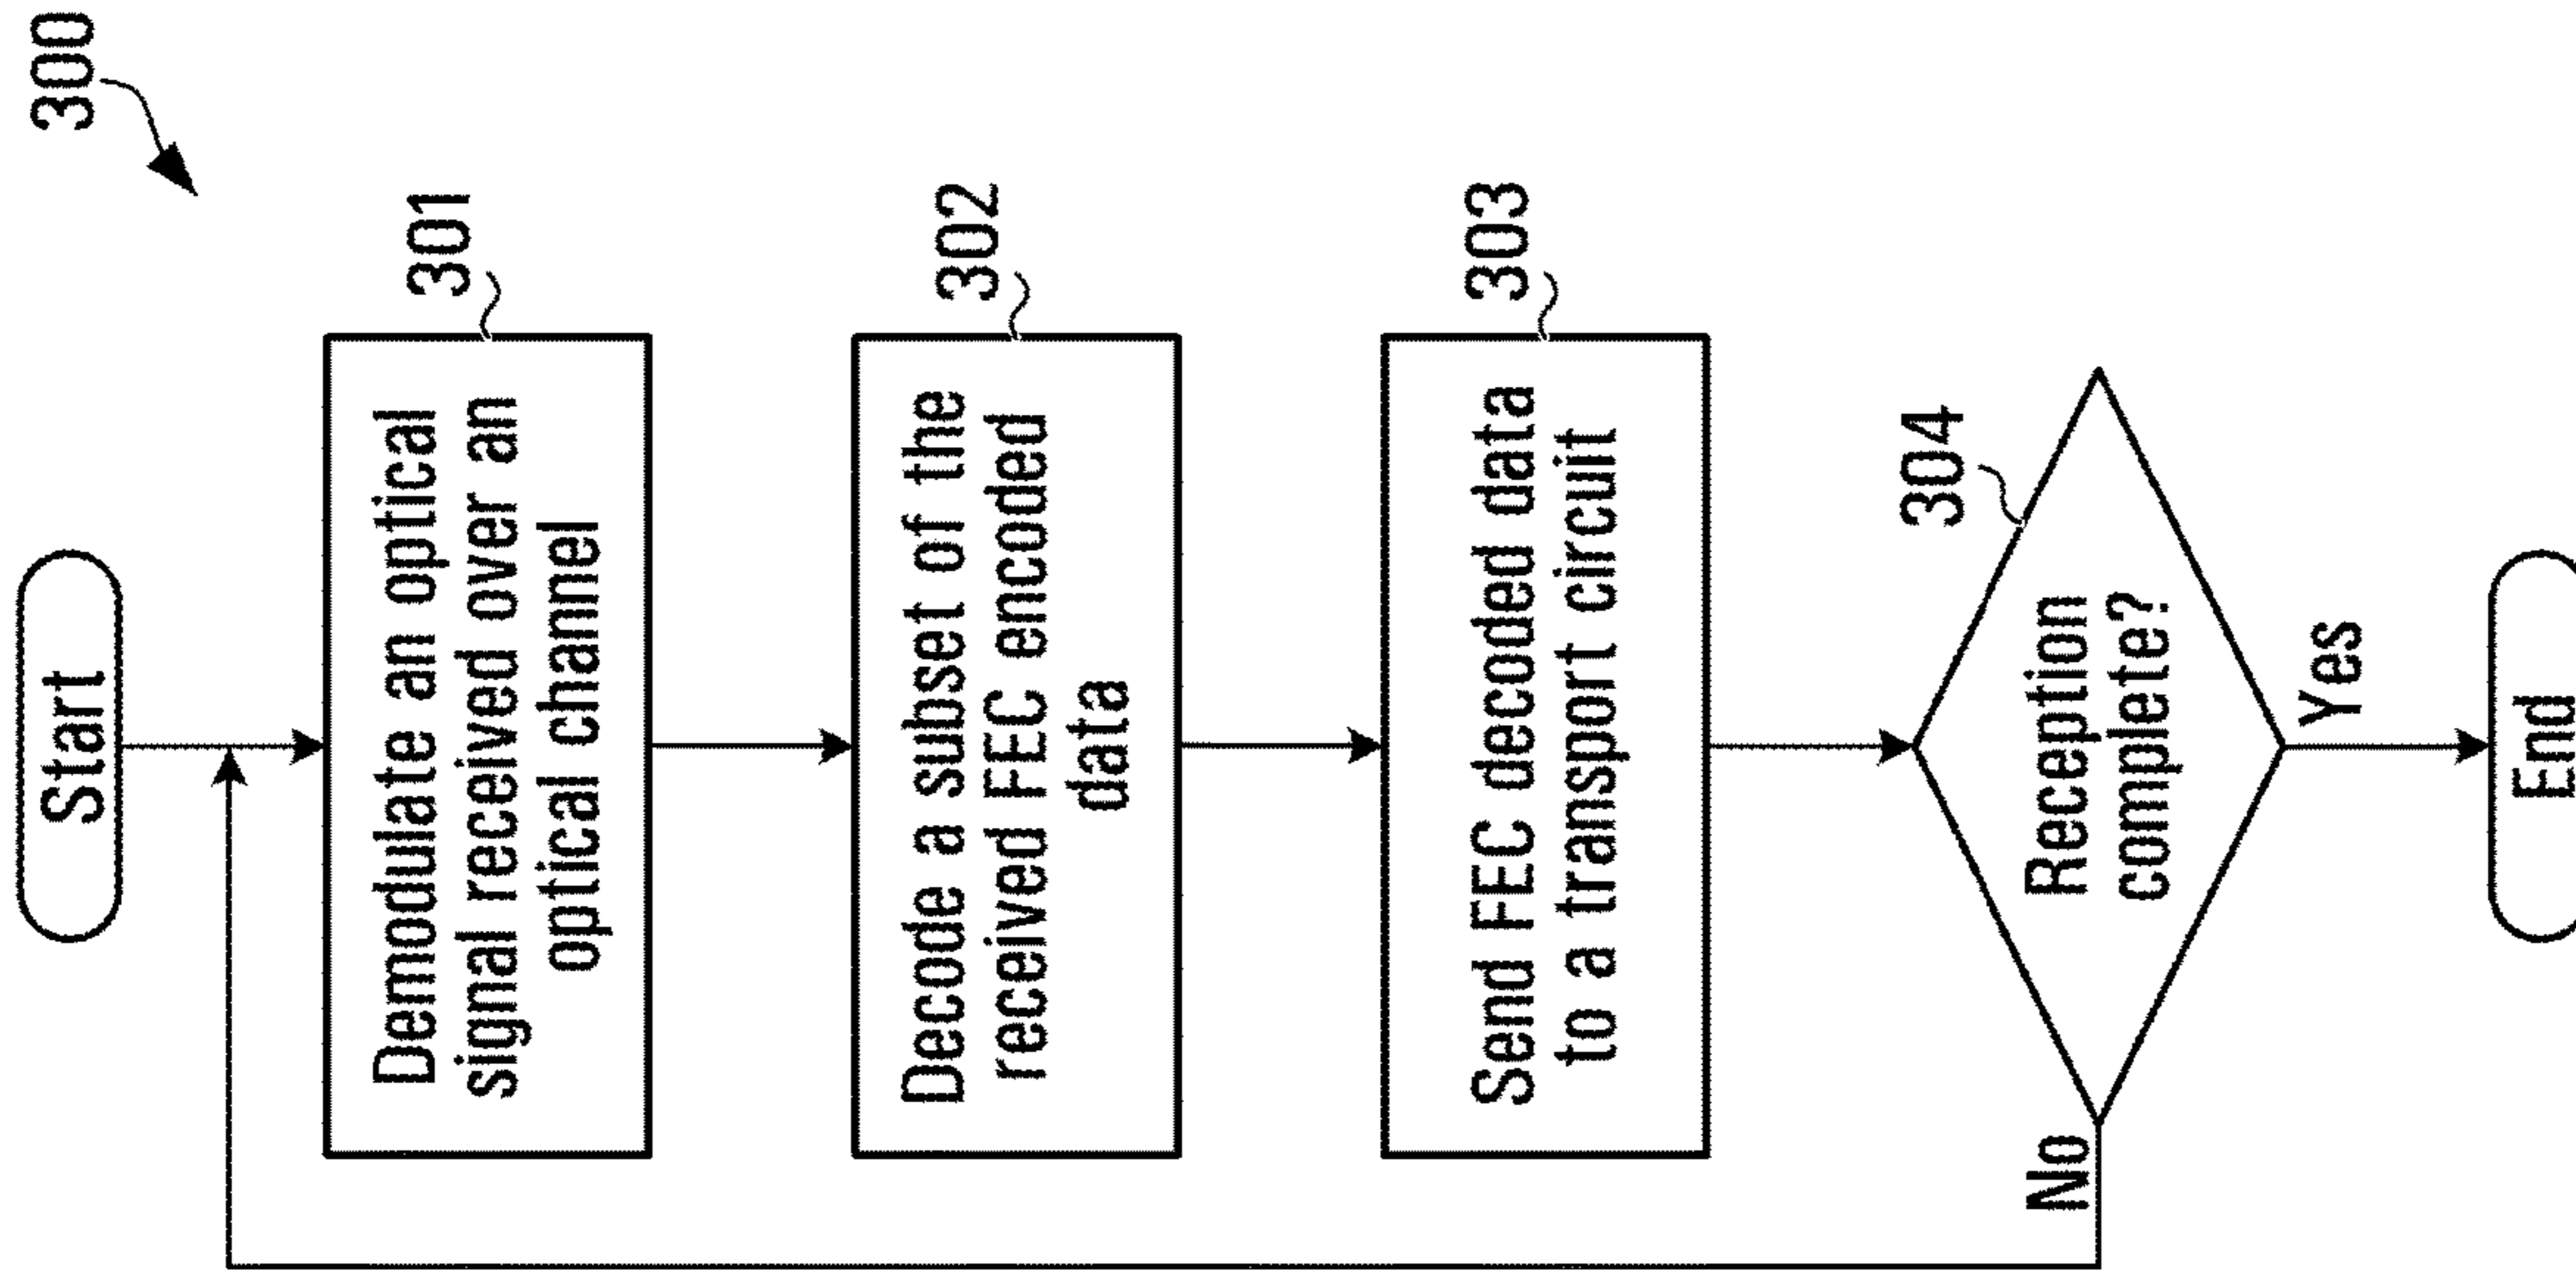 300
Start
301
Demodulate an optical
signal received over an
optical channel
302
Decode a subset of the
received FEC encoded
data
303
Send FEC decoded data
to a transport circuit
304
Reception
complete?
No
Yes
End